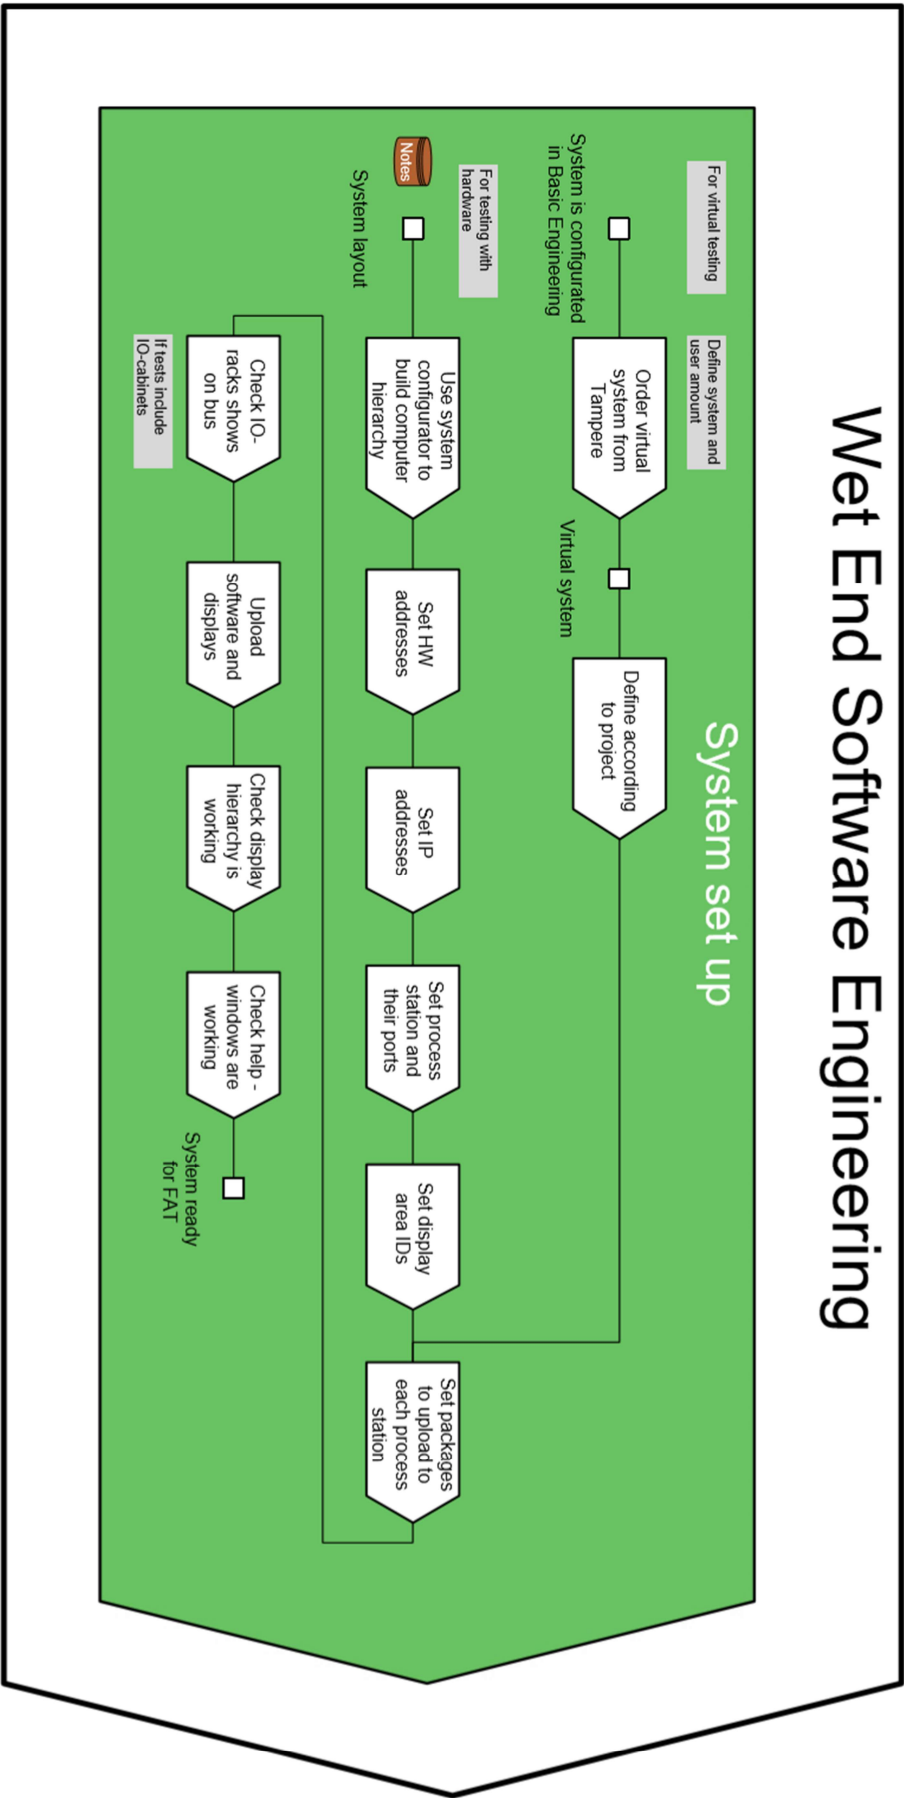 Wet End Software Engineering
System set up
For virtual testing
Define system and
user amount
System is configurated
in Basic Engineering
Order virtual
system from
Tampere
Virtual system
Define according
to project
For testing with
hardware
Notes
System layout
Use system
configurator to
build computer
hierarchy
Set HW
addresses
Set IP
addresses
Set process
station and
their ports
Set display
area IDs
Set packages
to upload to
each process
station
Check IO-
racks shows
on bus
If tests include
IO-cabinets
Upload
software and
displays
Check display
hierarchy is
working
Check help -
windows are
working
System ready
for FAT